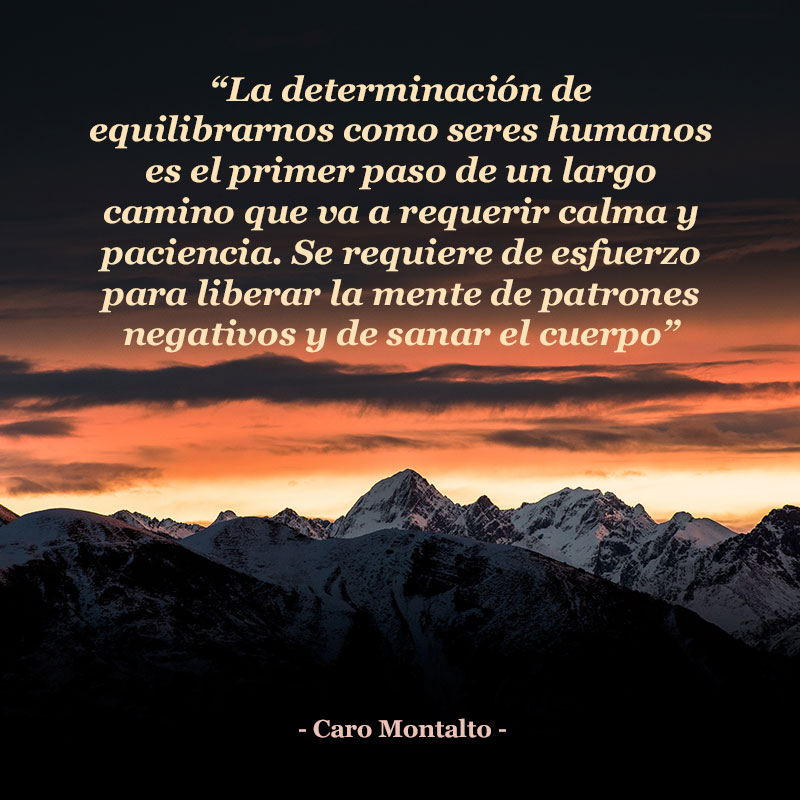 “La determinación de
equilibrarnos como seres humanos
es el primer paso de un largo
camino que va a requerir calma y
paciencia. Se requiere de esfuerzo
para liberar la mente de patrones
negativos y de sanar el cuerpo”
- Caro Montalto -